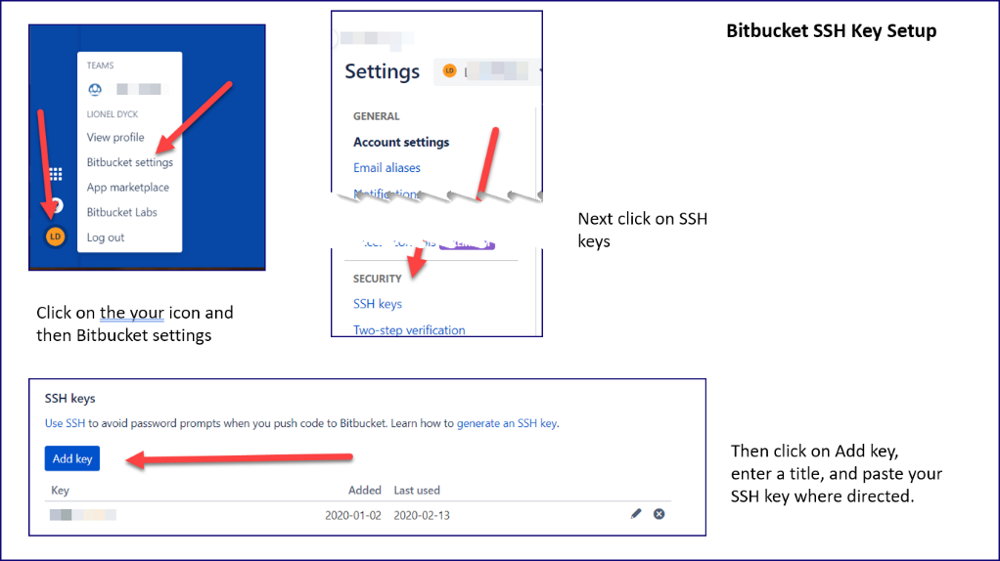 Bitbucket SSH Key Setup
TEAMS
LIONEL DYCK
View profile
Bitbucket settings
App marketplace
Bitbucket Labs
Log out
LD
Click on the your icon and
then Bitbucket settings
Settings
LD
GENERAL
Account settings
Email aliases
Notifications
SECURITY
SSH keys
Two-step verification
Next click on SSH
keys
SSH keys
Use SSH to avoid password prompts when you push code to Bitbucket. Learn how to generate an SSH key.
Add key
Key Added Last used
2020-01-02 2020-02-13
Then click on Add key,
enter a title, and paste your
SSH key where directed.